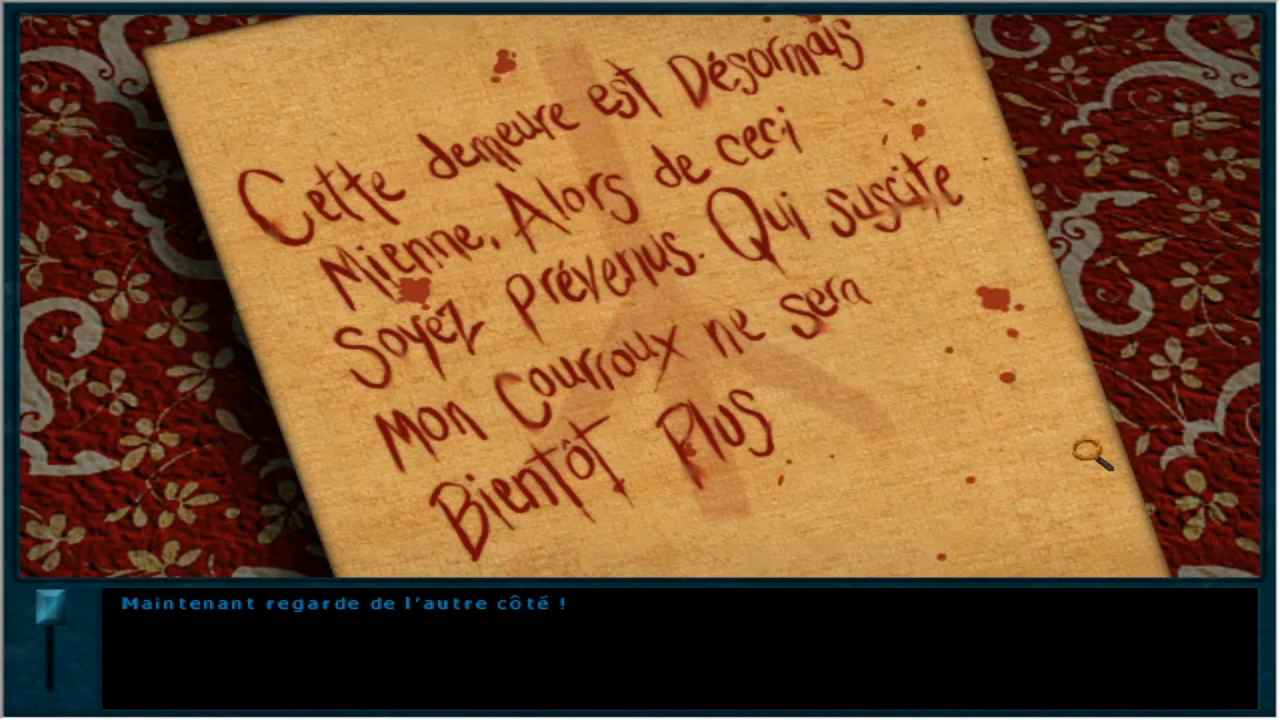 Cette demeure est Désormais
Mienne, Alors de ceci
Soyez prévenus. Qui suscite
Mon Courroux ne sera
Bientôt Plus
Maintenant regarde de l'autre côté !